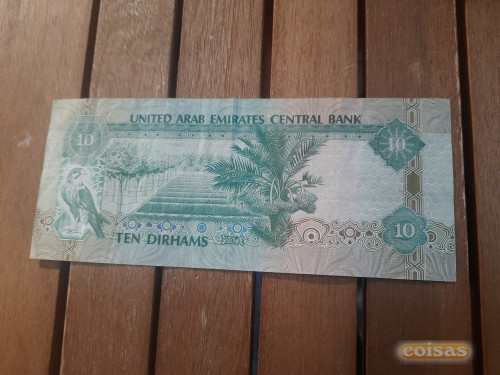 UNITED ARAB EMIRATES CENTRAL BANK
10
10
TEN DIRHAMS
10
coisas